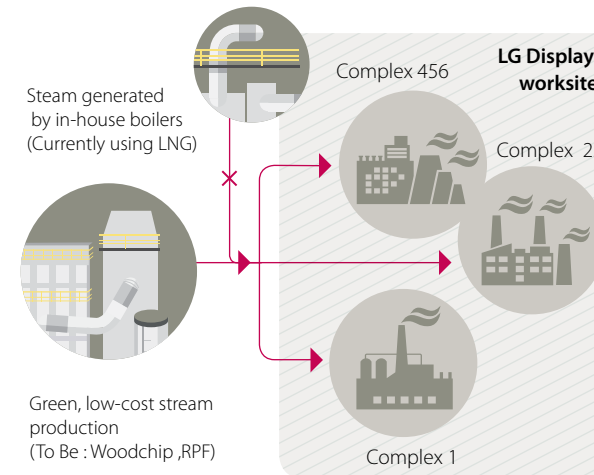 Steam generated
by in-house boilers
(Currently using LNG)
Complex 456
LG Display
worksite
Complex 2
Green, low-cost stream
production
(To Be : Woodchip ,RPF)
Complex 1